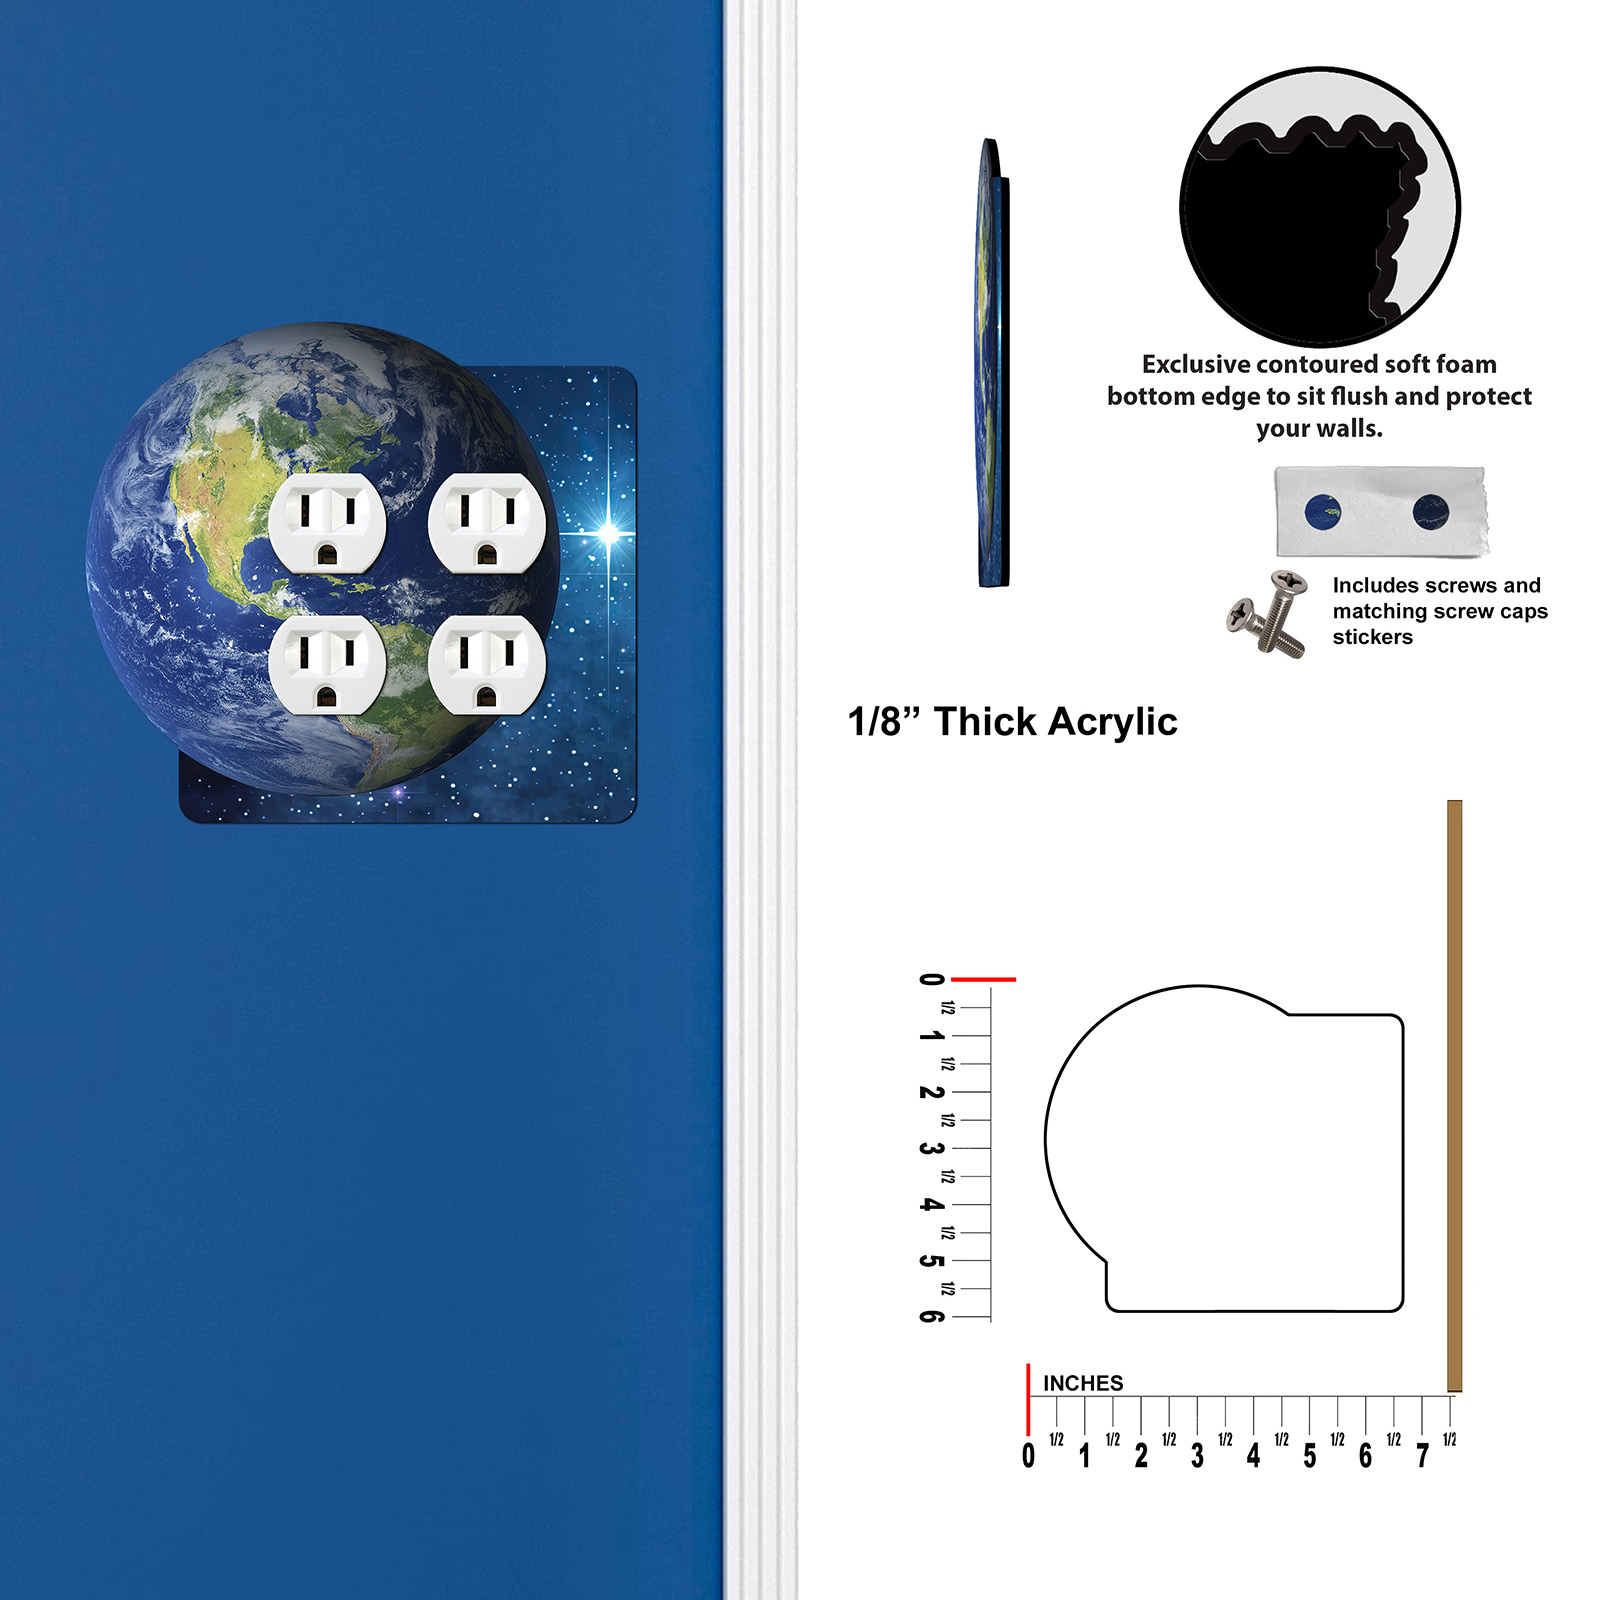 Exclusive contoured soft foam
bottom edge to sit flush and protect
your walls.
Includes screws and
matching screw caps
stickers
1/8” Thick Acrylic
0
1/2
1
1/2
2
1/2
3
1/2
4
1/2
5
1/2
6
INCHES
0 1/2 1 1/2 2 1/2 3 1/2 4 1/2 5 1/2 6 1/2 7 1/2